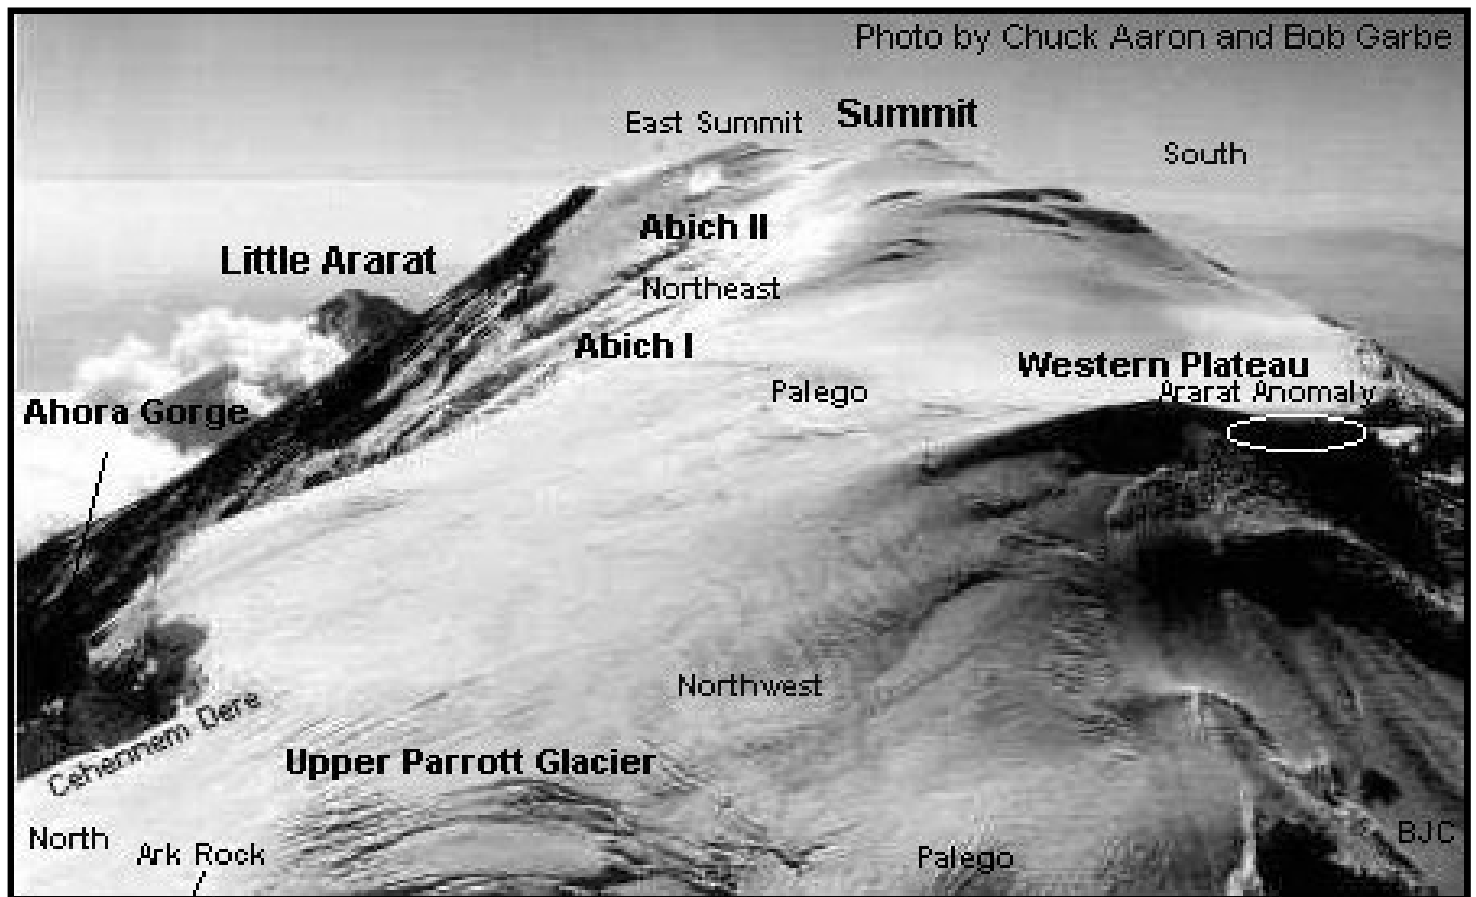 Photo by Chuck Aaron and Bob Garbe
East Summit
Summit
South
Abich II
Little Ararat
Northeast
Abich I
Western Plateau
Palego
Ararat Anomaly
Ahora Gorge
Northwest
Cehennem Dere
Upper Parrott Glacier
North
Ark Rock
Palego
BJC